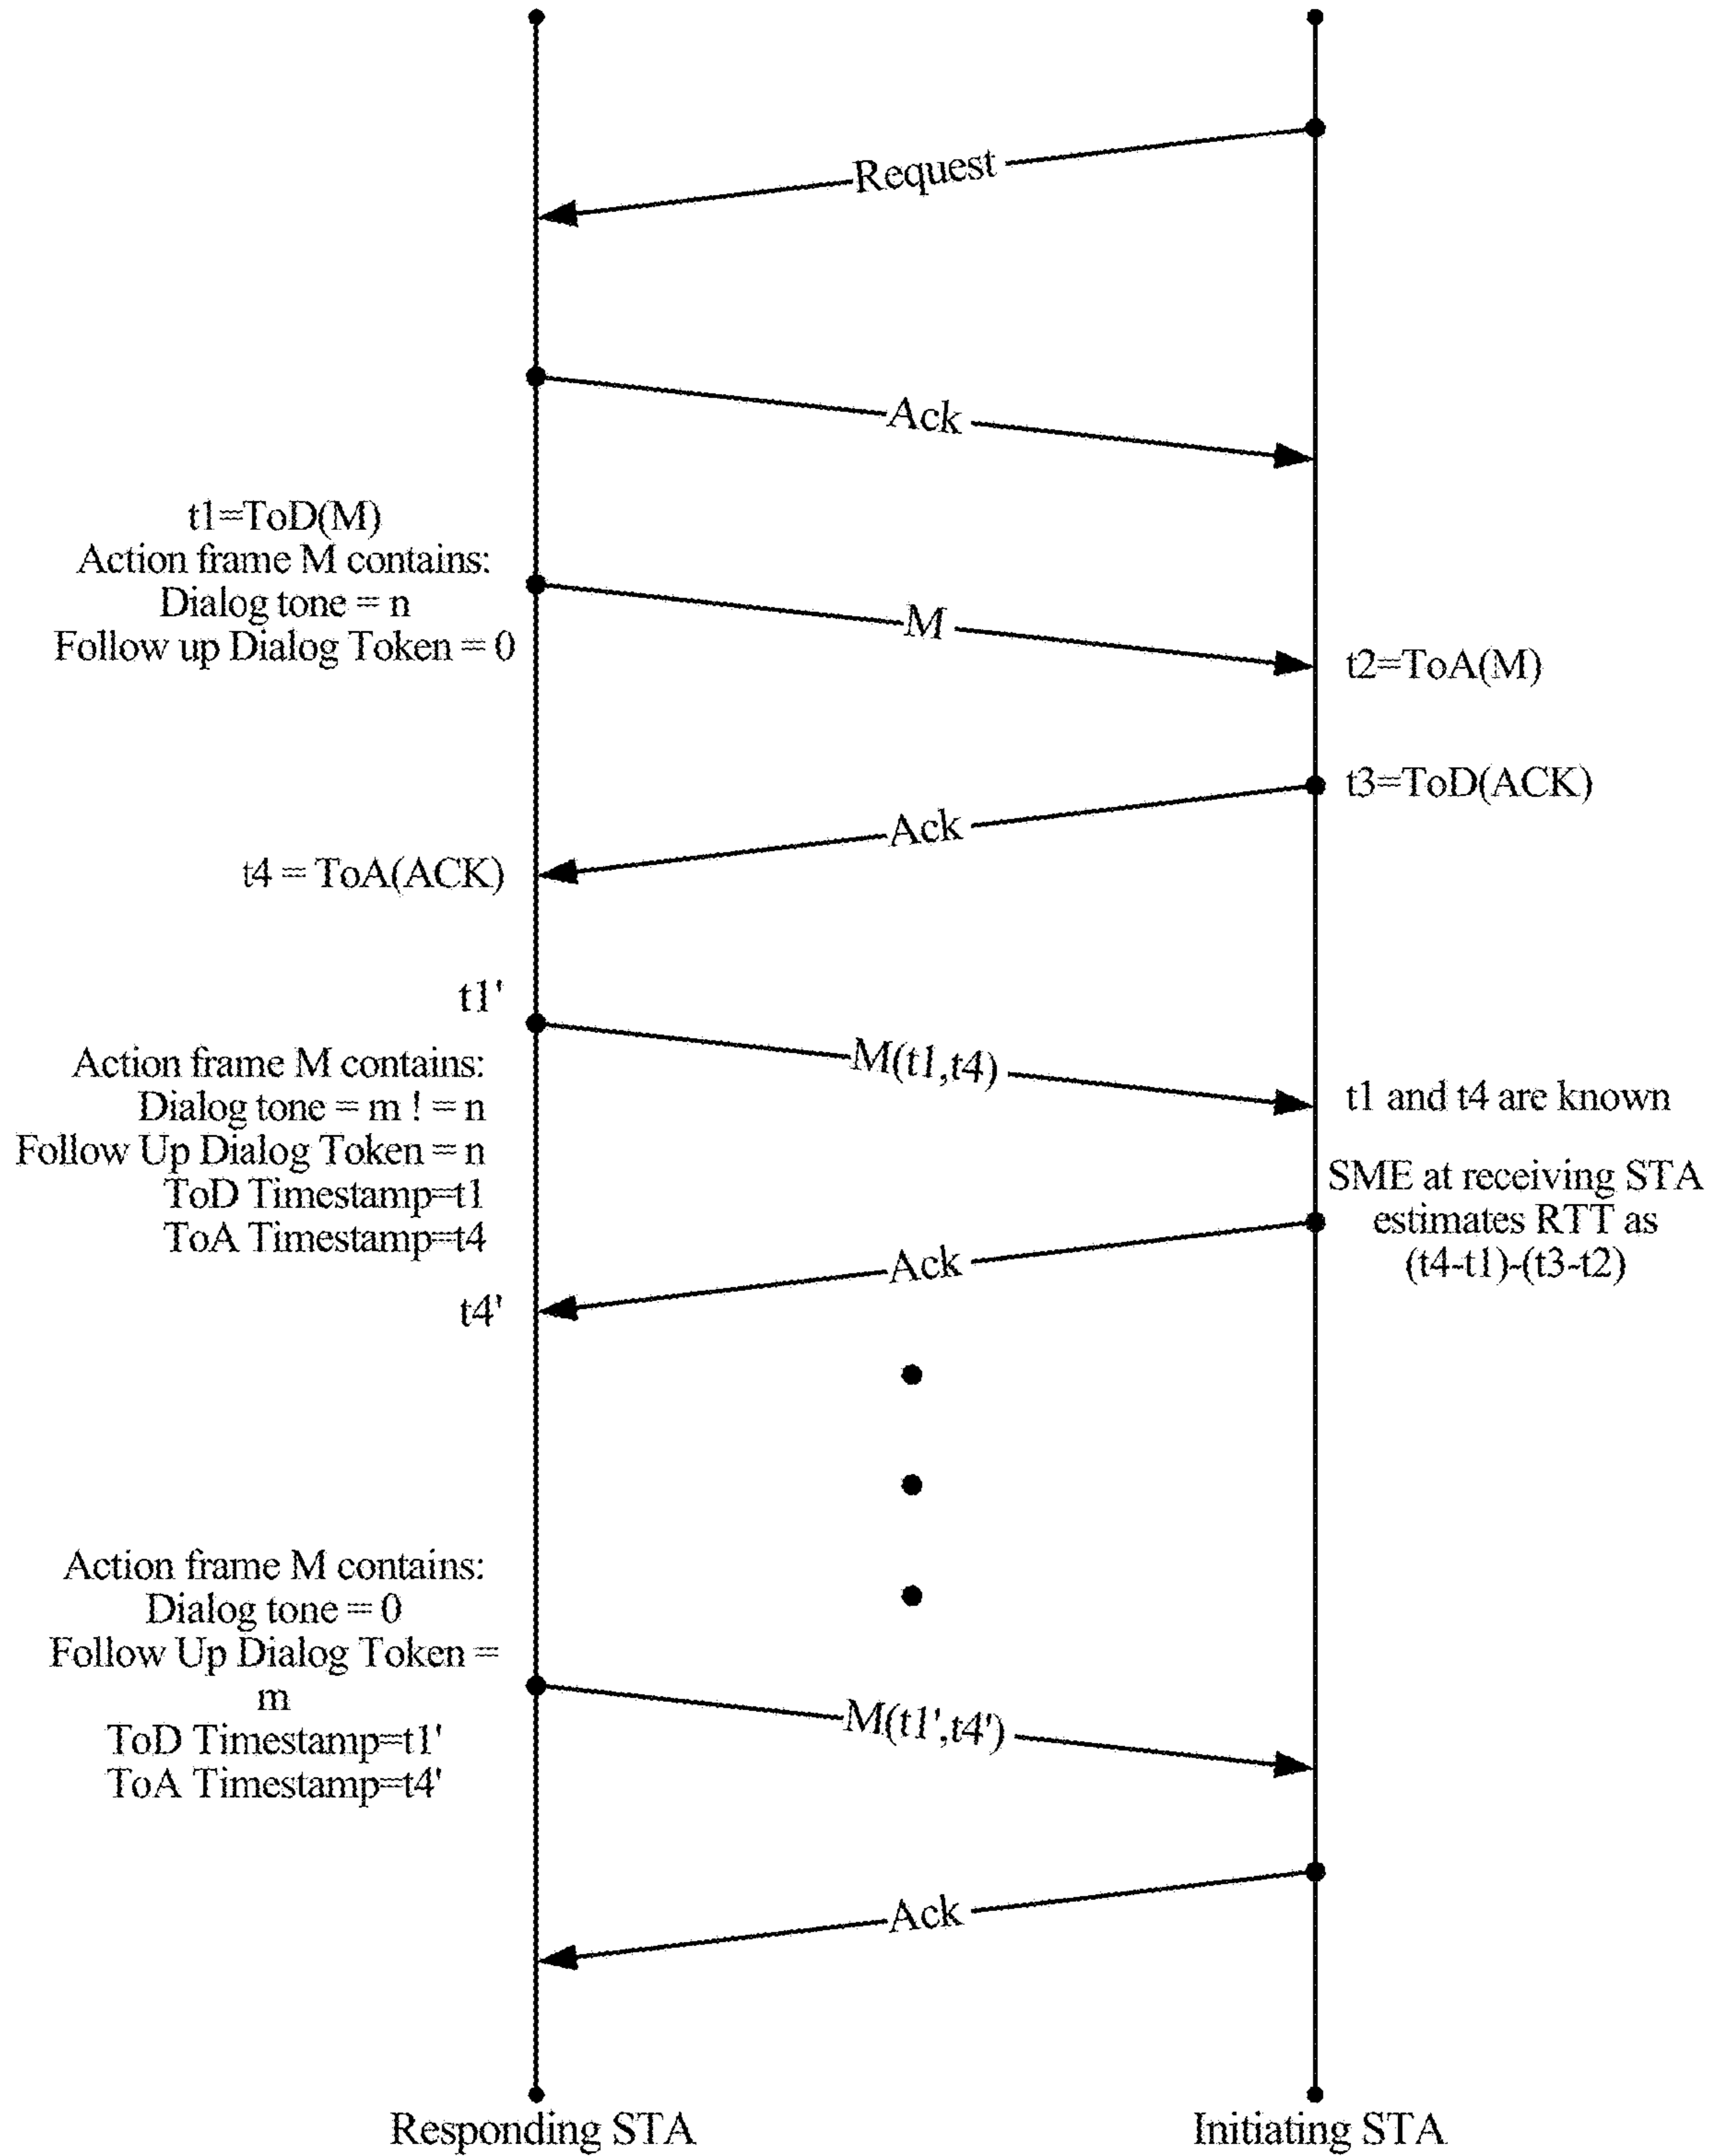 Request
Ack
t1=ToD(M)
Action frame M contains:
Dialog tone = n
Follow up Dialog Token = 0
M
t2=ToA(M)
t3=ToD(ACK)
Ack
t4 = ToA(ACK)
t1'
M(t1,t4)
Action frame M contains:
Dialog tone = m ! = n
Follow Up Dialog Token = n
ToD Timestamp=t1
ToA Timestamp=t4
t1 and t4 are known
SME at receiving STA
estimates RTT as
(t4-t1)-(t3-t2)
Ack
t4'
Action frame M contains:
Dialog tone = 0
Follow Up Dialog Token =
m
ToD Timestamp=t1'
ToA Timestamp=t4'
M(t1',t4')
Ack
Responding STA
Initiating STA